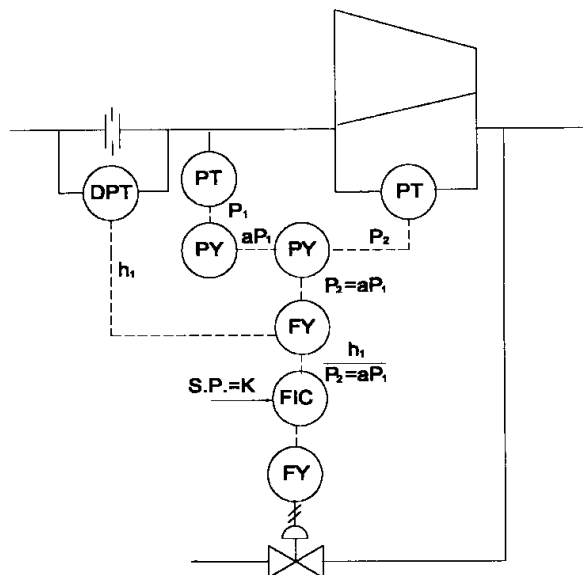 DPT
PT
PT
P₁
aP₁
P₂
PY
PY
h₁
P₂=aP₁
FY
h₁
P₂=aP₁
S.P.=K
FIC
FY